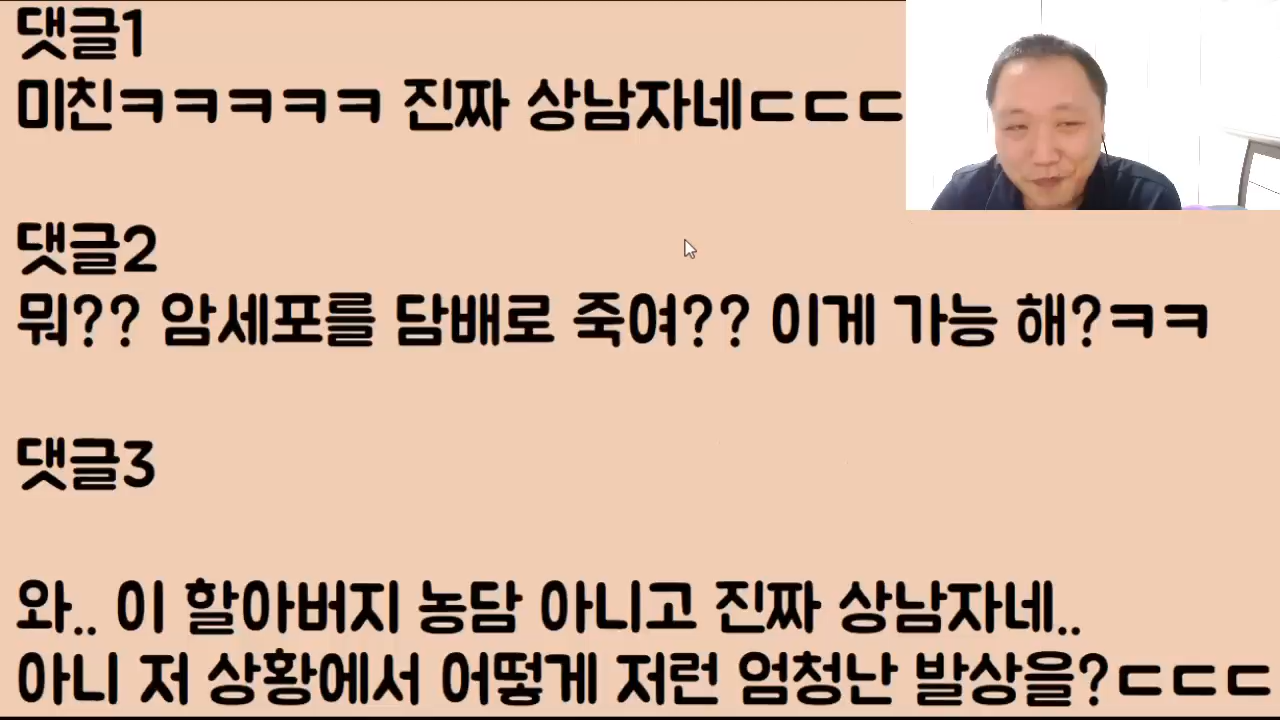 댓글1
미친ㅋㅋㅋㅋㅋ 진짜 상남자네ㄷㄷㄷ
댓글2
뭐?? 암세포를 담배로 죽여?? 이게 가능 해?ㅋㅋ
댓글3
와.. 이 할아버지 농담 아니고 진짜 상남자네..
아니 저 상황에서 어떻게 저런 엄청난 발상을?ㄷㄷㄷ